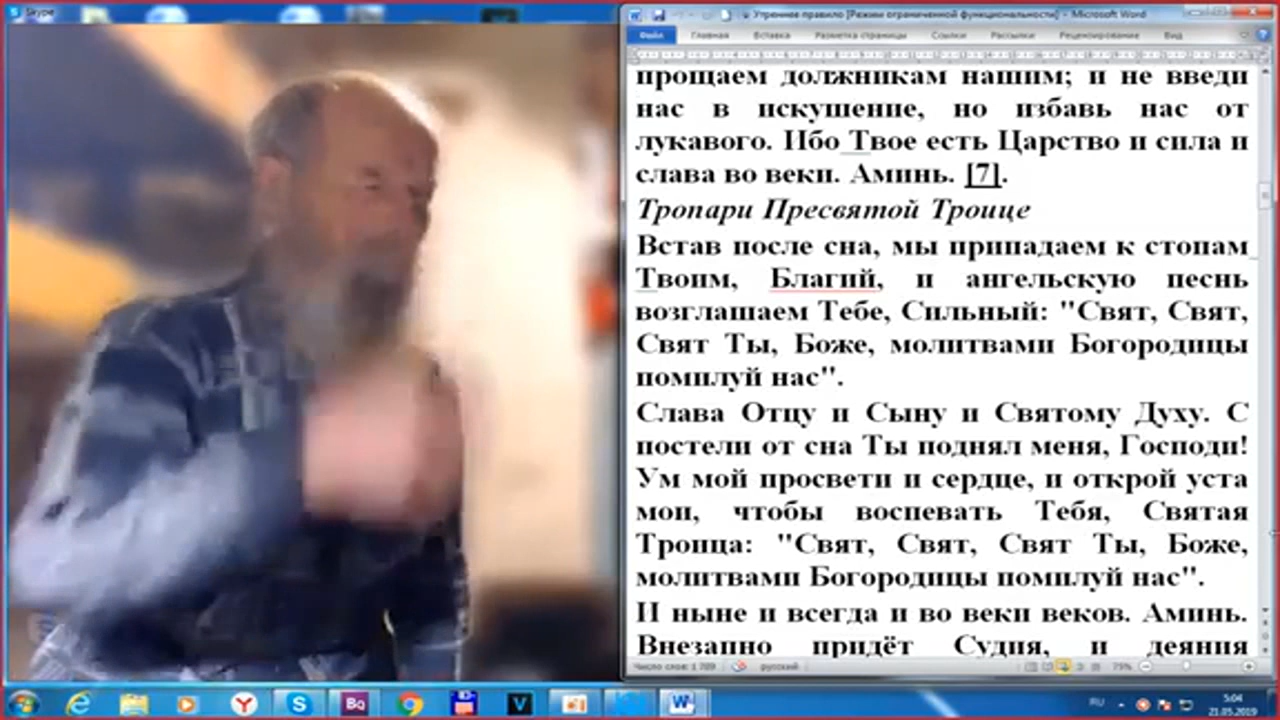 Skype
Утреннее правило [Режим ограниченной функциональности] - Microsoft Word
Файл Главная Вставка Разметка страницы Ссылки Рассылки Рецензирование Вид
прощаем должникам нашим; и не введи
нас в искушение, но избавь нас от
лукавого. Ибо Твое есть Царство и сила и
слава во веки. Аминь. [7].
Тропари Пресвятой Троице
Встав после сна, мы припадаем к стопам
Твоим, Благий, и ангельскую песнь
возглашаем Тебе, Сильный: "Свят, Свят,
Свят Ты, Боже, молитвами Богородицы
помилуй нас".
Слава Отцу и Сыну и Святому Духу. С
постели от сна Ты поднял меня, Господи!
Ум мой просвети и сердце, и открой уста
мои, чтобы воспевать Тебя, Святая
Троица: "Свят, Свят, Свят Ты, Боже,
молитвами Богородицы помилуй нас".
И ныне и всегда и во веки веков. Аминь.
Внезапно придёт Судия, и деяния
Число слов: 1 789 русский 75%
RU 5:04
21.05.2019